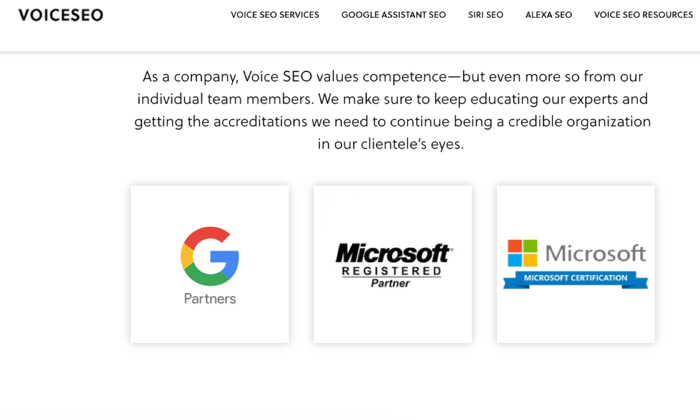 VOICESEO
VOICE SEO SERVICES GOOGLE ASSISTANT SEO SIRI SEO ALEXA SEO VOICE SEO RESOURCES
As a company, Voice SEO values competence—but even more so from our
individual team members. We make sure to keep educating our experts and
getting the accreditations we need to continue being a credible organization
in our clientele's eyes.
G
Partners
Microsoft®
REGISTERED
Partner
Microsoft
MICROSOFT CERTIFICATION